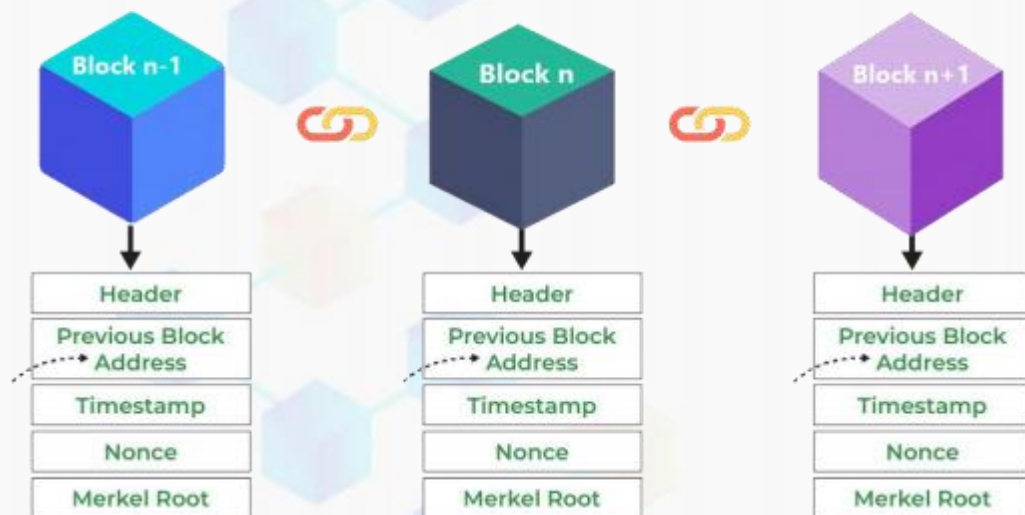 Block n-1
Block n
Block n+1
Header
Previous Block
Address
Timestamp
Nonce
Merkel Root
Header
Previous Block
Address
Timestamp
Nonce
Merkel Root
Header
Previous Block
Address
Timestamp
Nonce
Merkel Root